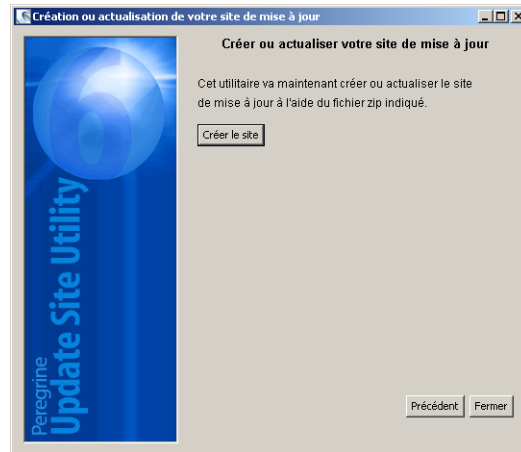 Création ou actualisation de votre site de mise à jour
Créer ou actualiser votre site de mise à jour
Cet utilitaire va maintenant créer ou actualiser le site
de mise à jour à l'aide du fichier zip indiqué.
Créer le site
6
Peregrine
Update Site Utility
Précédent
Fermer